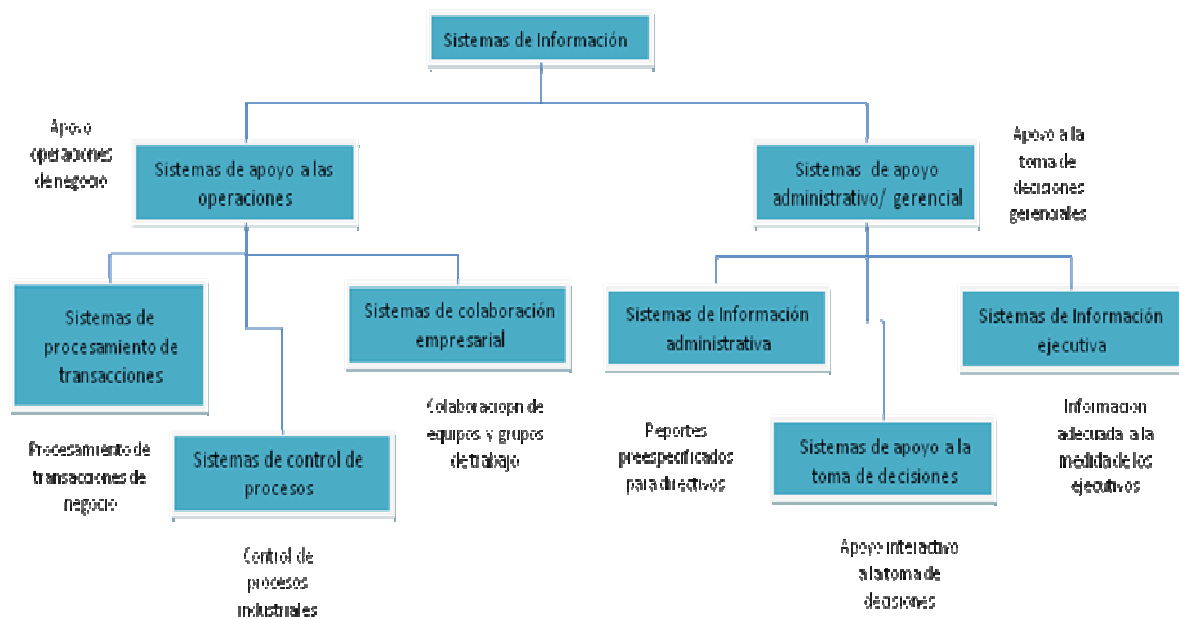 Sistemas de Información
Apoyo
operaciones
de negocio
Sistemas de apoyo a las
operaciones
Sistemas de apoyo
administrativo/ gerencial
Apoyo a la
toma de
decisiones
gerenciales
Sistemas de
procesamiento de
transacciones
Sistemas de colaboración
empresarial
Sistemas de Información
administrativa
Sistemas de Información
ejecutiva
Procesamiento de
transacciones de
negocio
Sistemas de control de
procesos
Colaboraciopn de
equipos y grupos
de trabajo
Reportes
preespecificados
para directivos
Sistemas de apoyo a la
toma de decisiones
Informacion
adecuada a la
medida de los
ejecutivos
Control de
procesos
industriales
Apoyo interactivo
a la toma de
decisiones